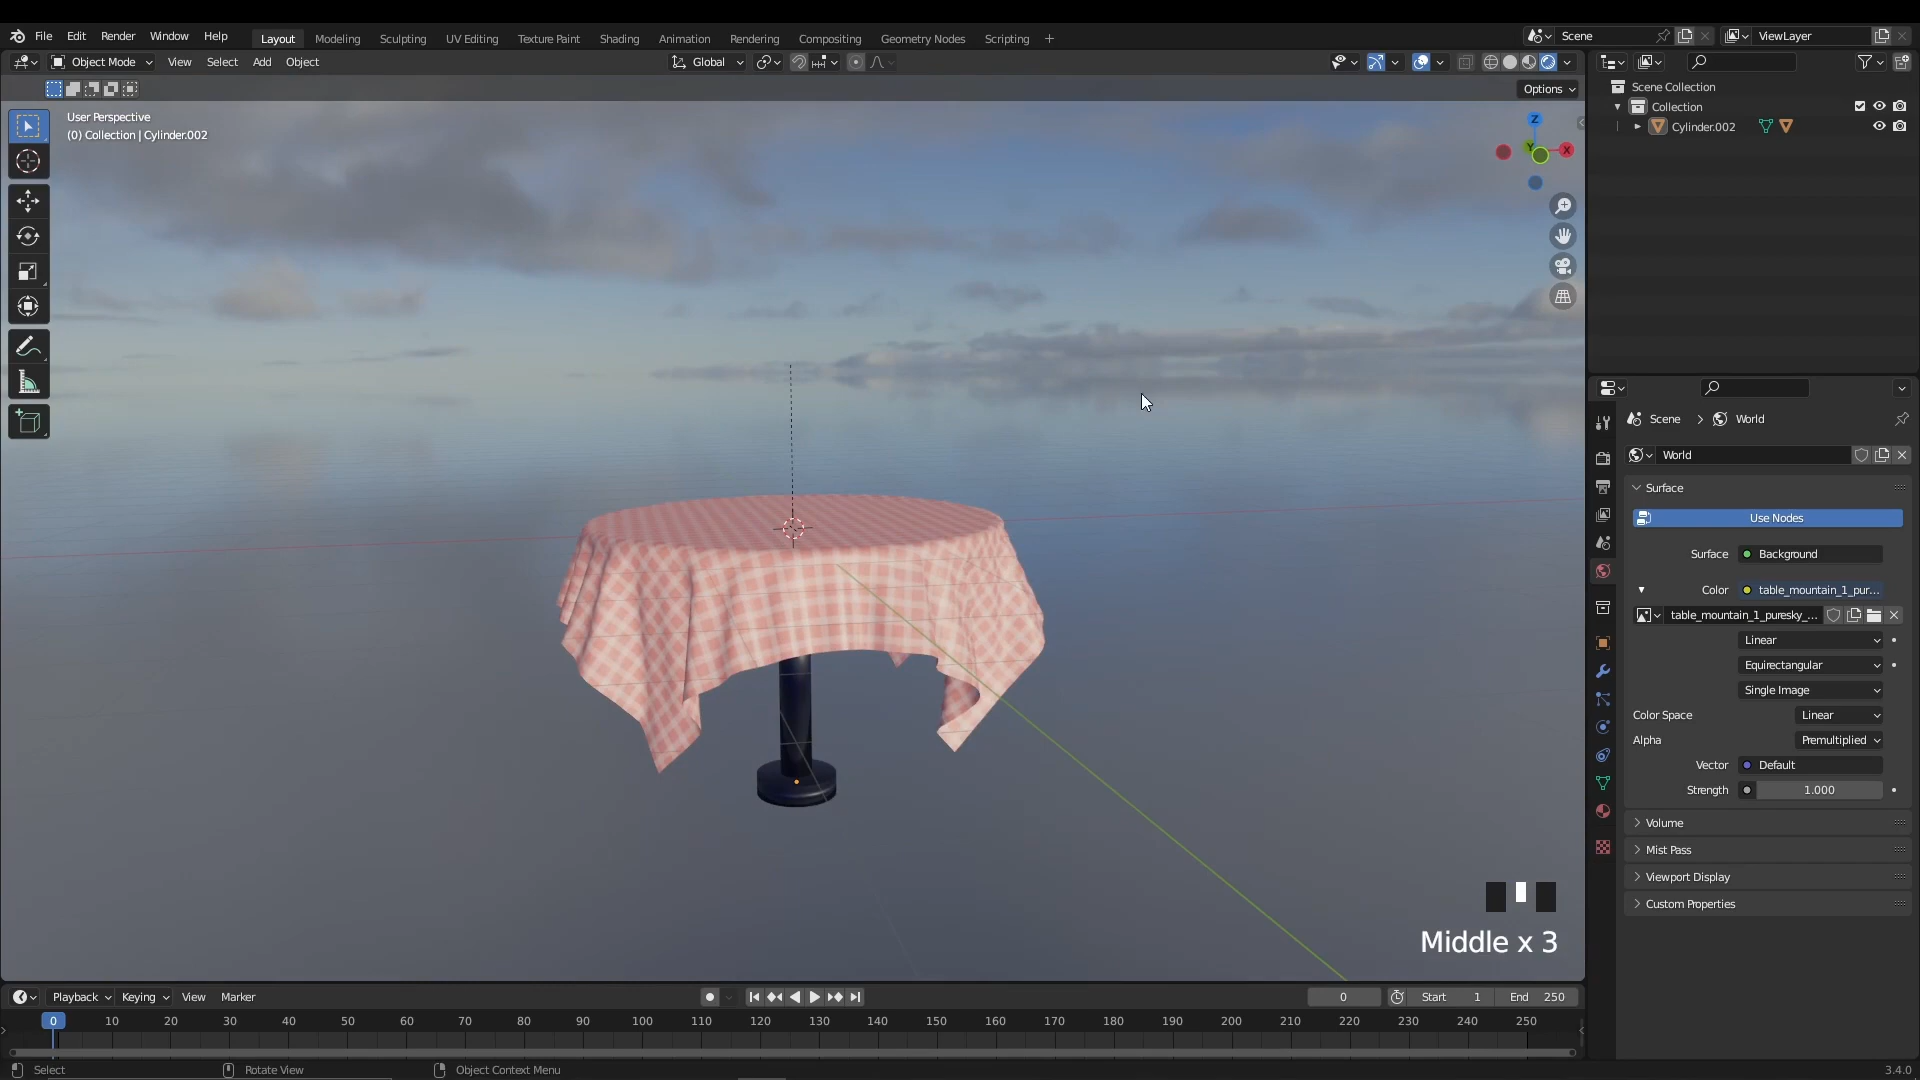 File Edit Render Window Help Layout Modeling Sculpting UV Editing Texture Paint Shading Animation Rendering Compositing Geometry Nodes Scripting + Scene ViewLayer
Object Mode View Select Add Object Global
Options
User Perspective
(0) Collection | Cylinder.002
Z
Y
X
Scene Collection
Collection
Cylinder.002
Scene > World
World
Surface
Use Nodes
Surface Background
Color table_mountain_1_pur...
table_mountain_1_puresky_...
Linear
Equirectangular
Single Image
Color Space Linear
Alpha Premultiplied
Vector Default
Strength 1.000
Volume
Mist Pass
Viewport Display
Custom Properties
Middle x 3
Playback Keying View Marker 0 Start 1 End 250
0 10 20 30 40 50 60 70 80 90 100 110 120 130 140 150 160 170 180 190 200 210 220 230 240 250
Select Rotate View Object Context Menu 3.4.0